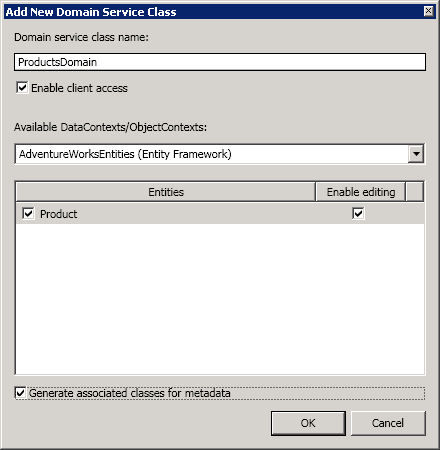 Add New Domain Service Class
Domain service class name:
ProductsDomain
Enable client access
Available DataContexts/ObjectContexts:
AdventureWorksEntities (Entity Framework)
Entities Enable editing
Product
Generate associated classes for metadata
OK Cancel